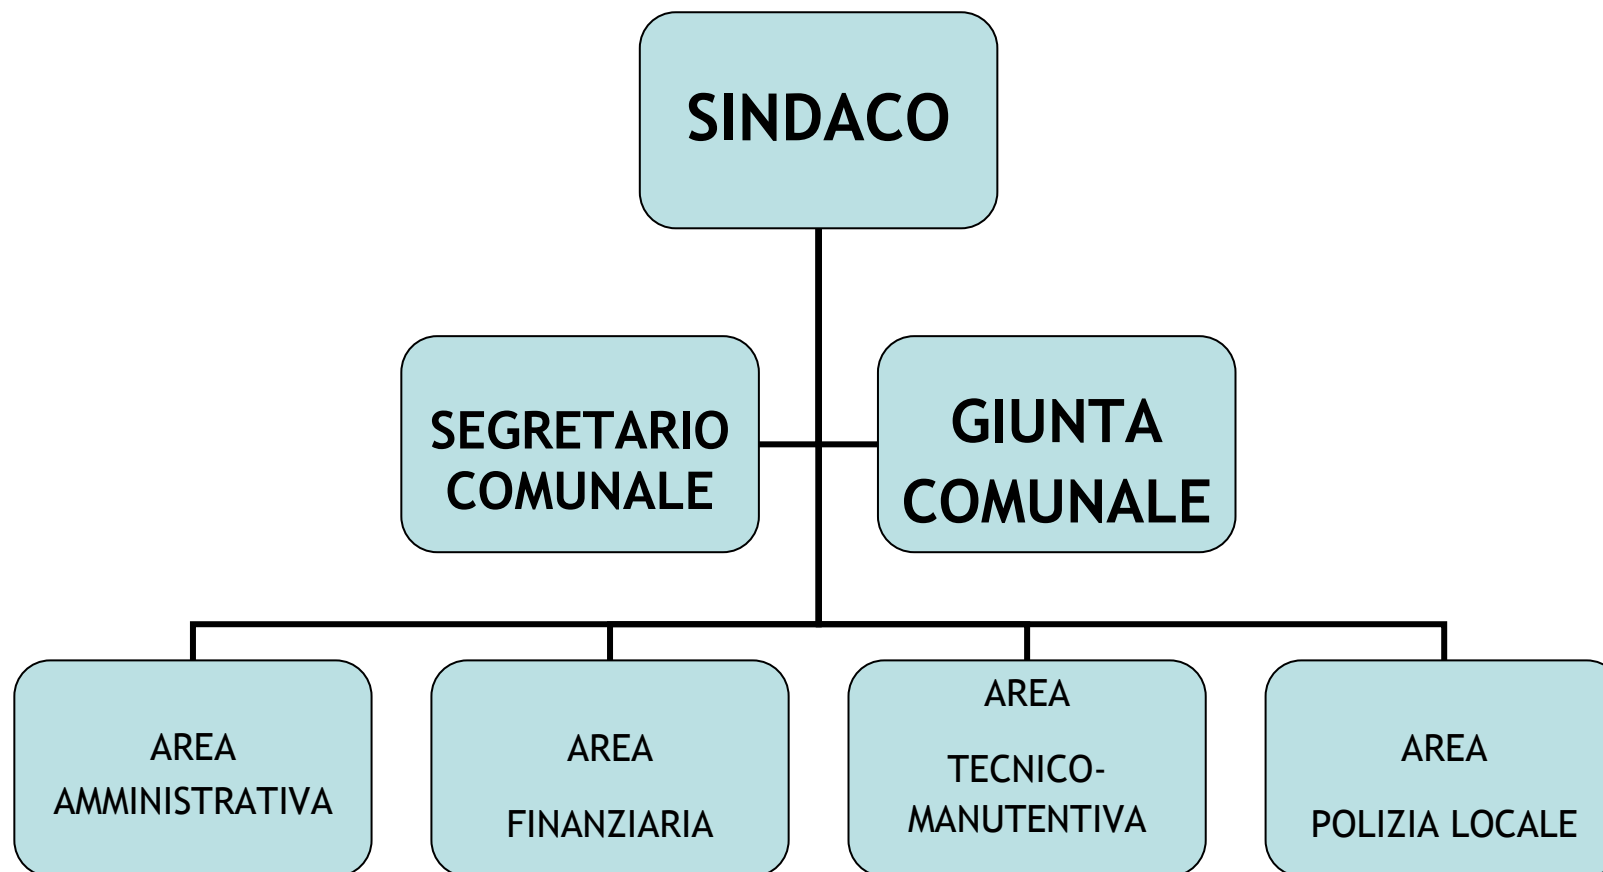 SINDACO
SEGRETARIO
COMUNALE
GIUNTA
COMUNALE
AREA
AMMINISTRATIVA
AREA
FINANZIARIA
AREA
TECNICO-
MANUTENTIVA
AREA
POLIZIA LOCALE